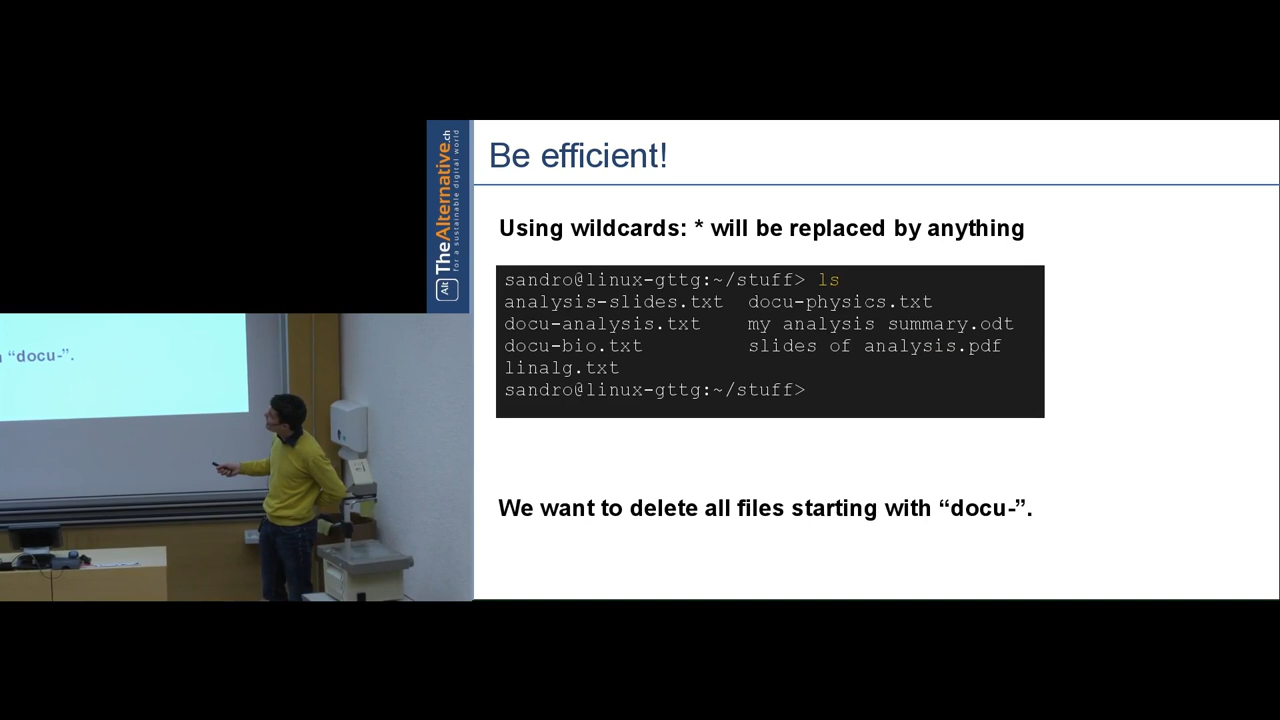 Be efficient!
Using wildcards: * will be replaced by anything
sandro@linux-gttg:~/stuff> ls
analysis-slides.txt docu-physics.txt
docu-analysis.txt my analysis summary.odt
docu-bio.txt slides of analysis.pdf
linalg.txt
sandro@linux-gttg:~/stuff>
We want to delete all files starting with “docu-”.
Alt TheAlternative.ch
for a sustainable digital world
“docu-”.